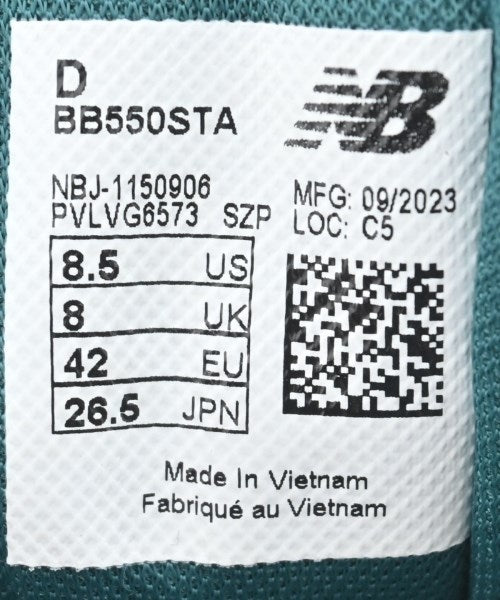 D
BB550STA
NB
NBJ-1150906
PVLVG6573 SZP
MFG: 09/2023
LOC: C5
8.5 US
8 UK
42 EU
26.5 JPN
Made In Vietnam
Fabriqué au Vietnam